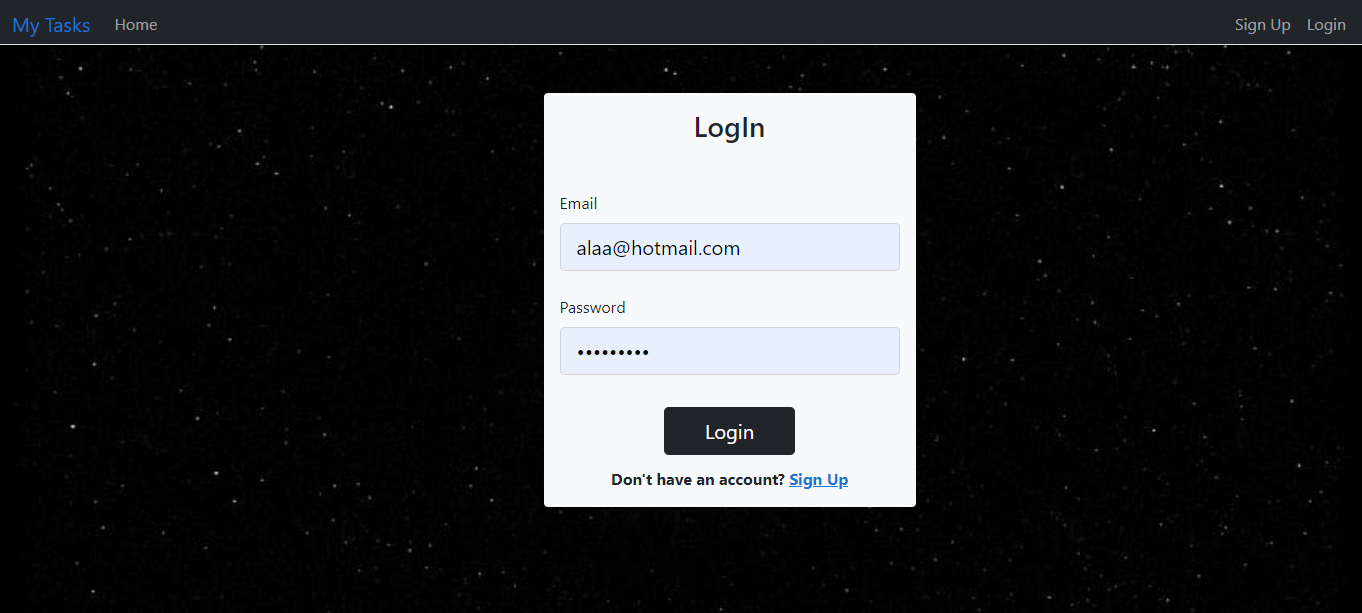 My Tasks Home Sign Up Login
LogIn
Email
alaa@hotmail.com
Password
•••••••••
Login
Don't have an account? Sign Up